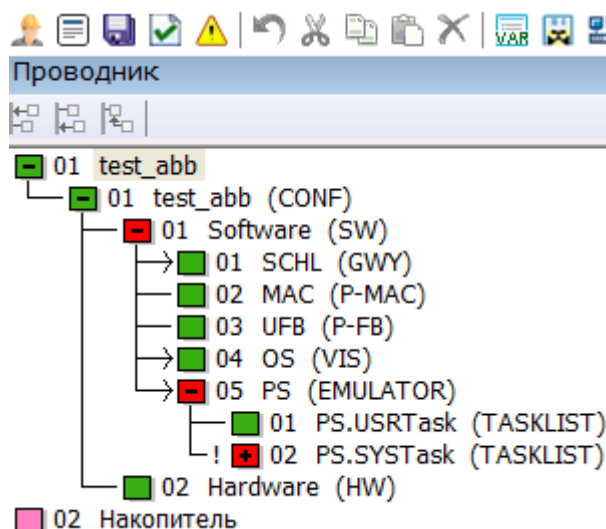 VAR
Проводник
01 test_abb
01 test_abb (CONF)
01 Software (SW)
01 SCHL (GWY)
02 MAC (P-MAC)
03 UFB (P-FB)
04 OS (VIS)
05 PS (EMULATOR)
01 PS.USRTask (TASKLIST)
! 02 PS.SYSTask (TASKLIST)
02 Hardware (HW)
02 Накопитель